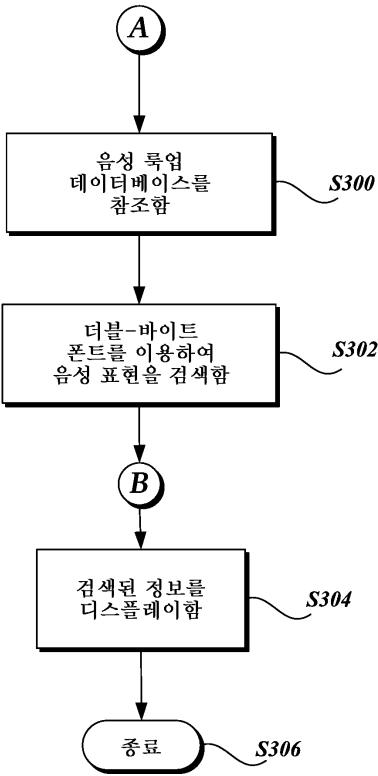 A
음성 룩업
데이터베이스를
참조함
S300
더블-바이트
폰트를 이용하여
음성 표현을 검색함
S302
B
검색된 정보를
디스플레이함
S304
종료
S306